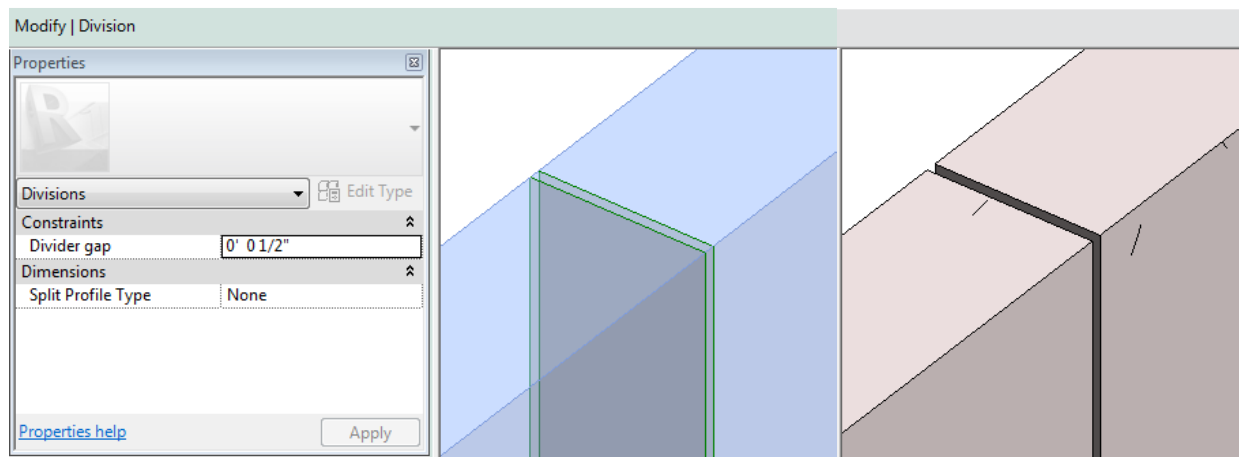 Modify | Division
Properties
Divisions Edit Type
Constraints
Divider gap 0' 0 1/2"
Dimensions
Split Profile Type None
Properties help Apply